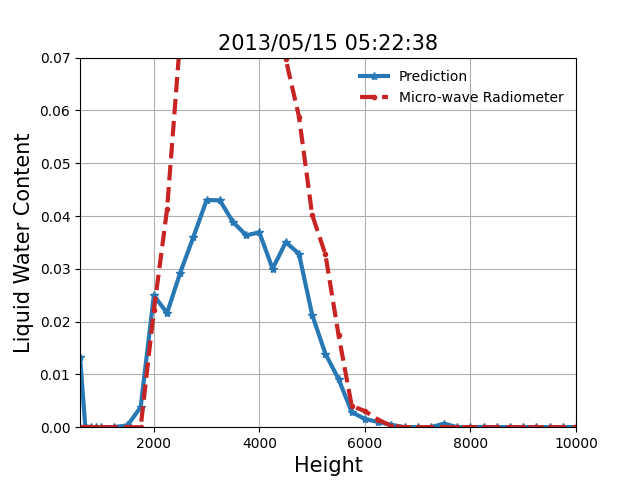 2013/05/15 05:22:38
0.07
0.06
0.05
0.04
0.03
0.02
0.01
0.00
Liquid Water Content
Prediction
Micro-wave Radiometer
2000 4000 6000 8000 10000
Height